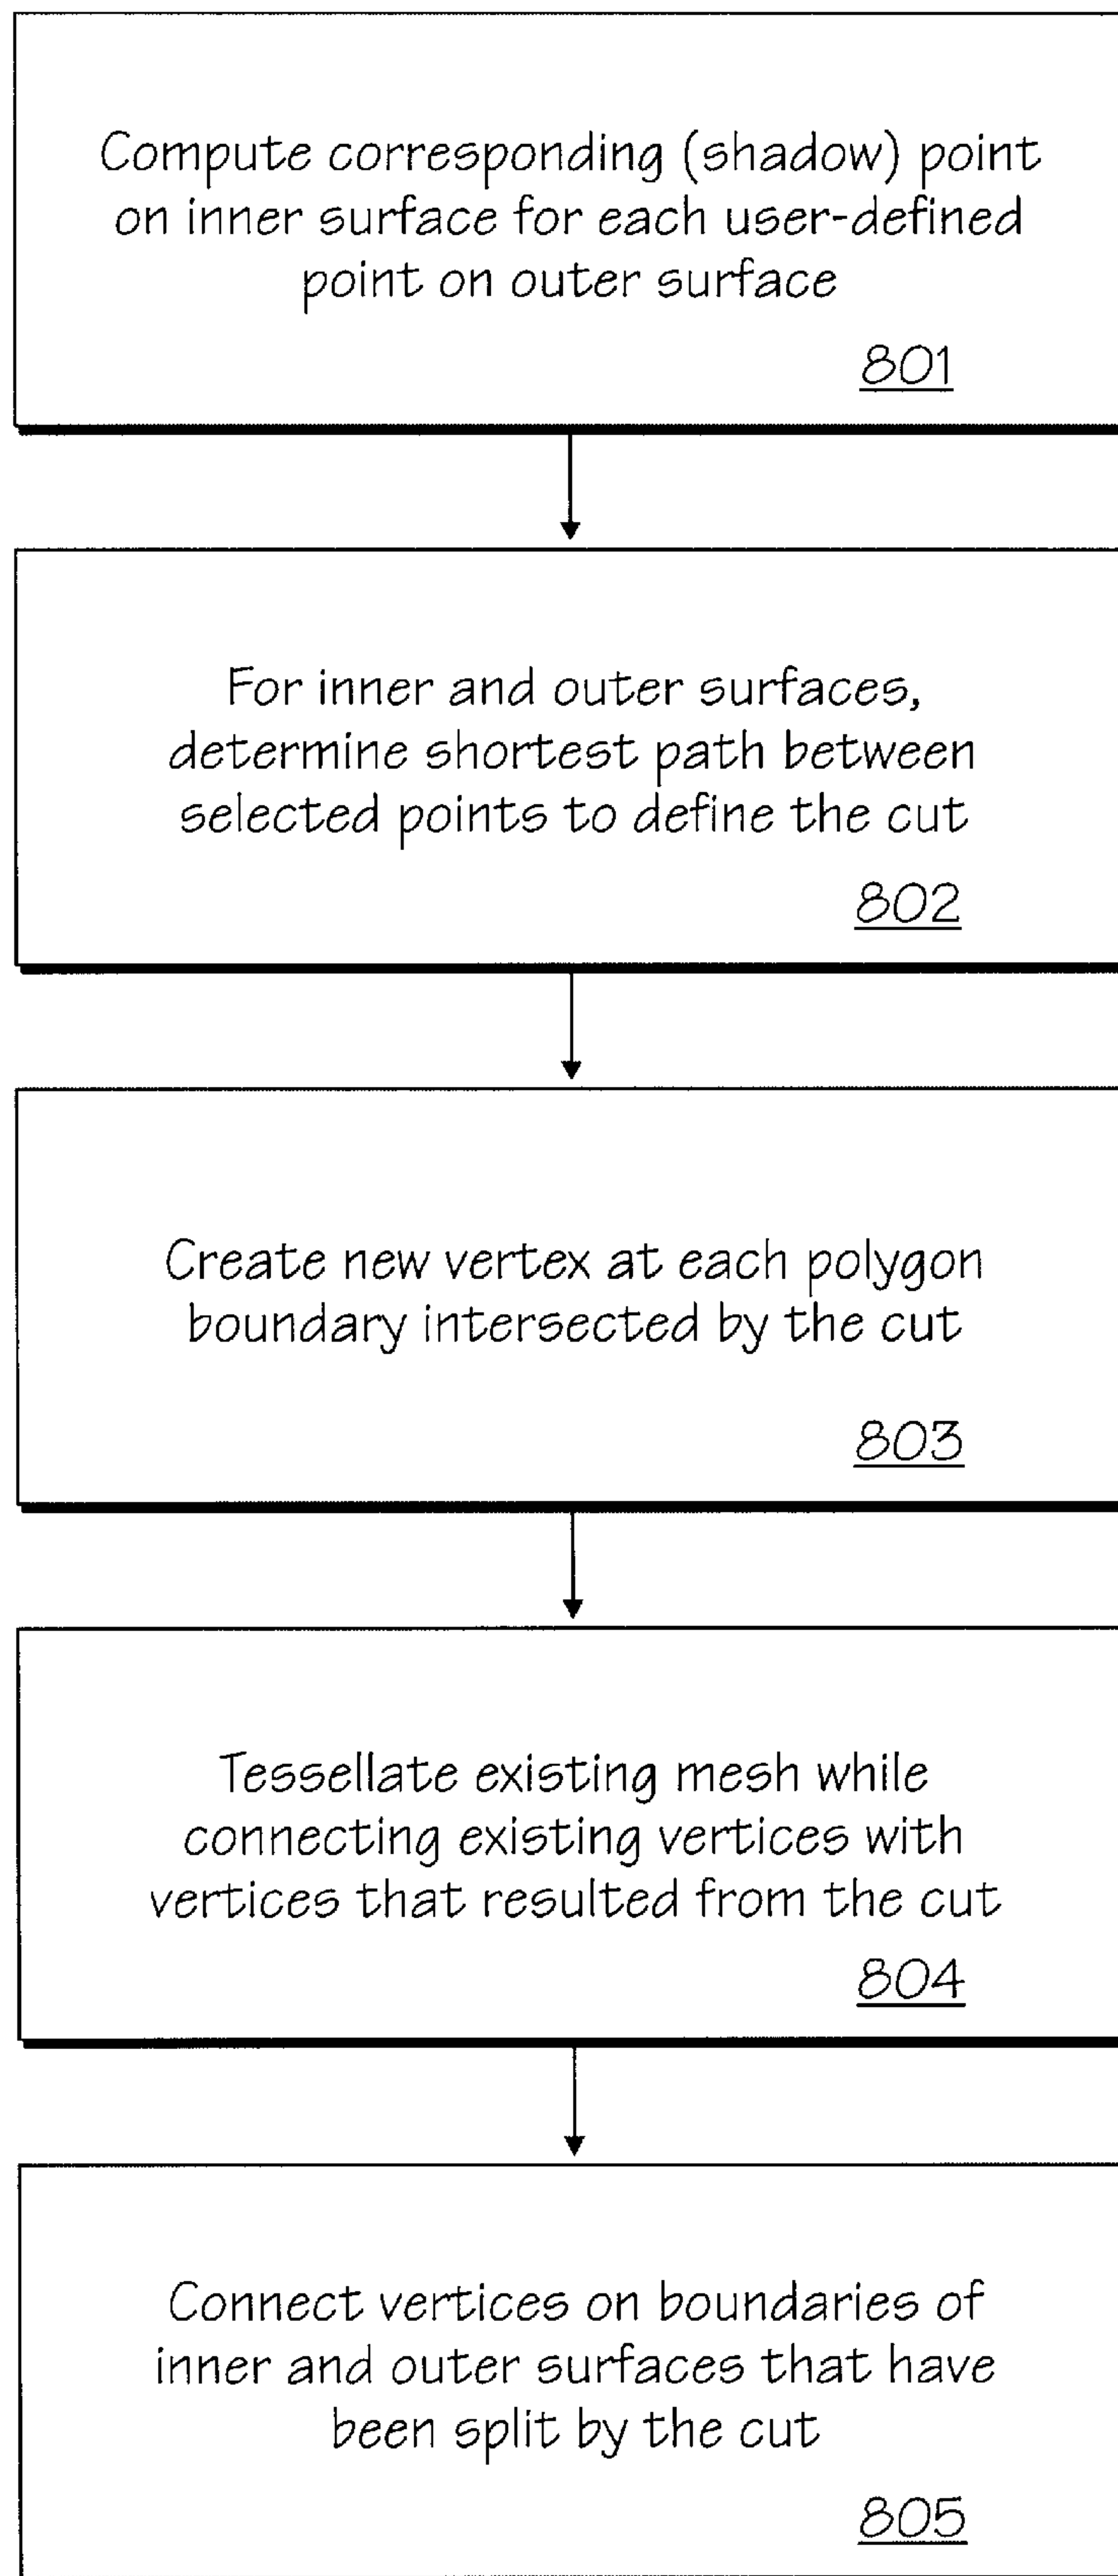 Compute corresponding (shadow) point
on inner surface for each user-defined
point on outer surface
801
For inner and outer surfaces,
determine shortest path between
selected points to define the cut
802
Create new vertex at each polygon
boundary intersected by the cut
803
Tessellate existing mesh while
connecting existing vertices with
vertices that resulted from the cut
804
Connect vertices on boundaries of
inner and outer surfaces that have
been split by the cut
805